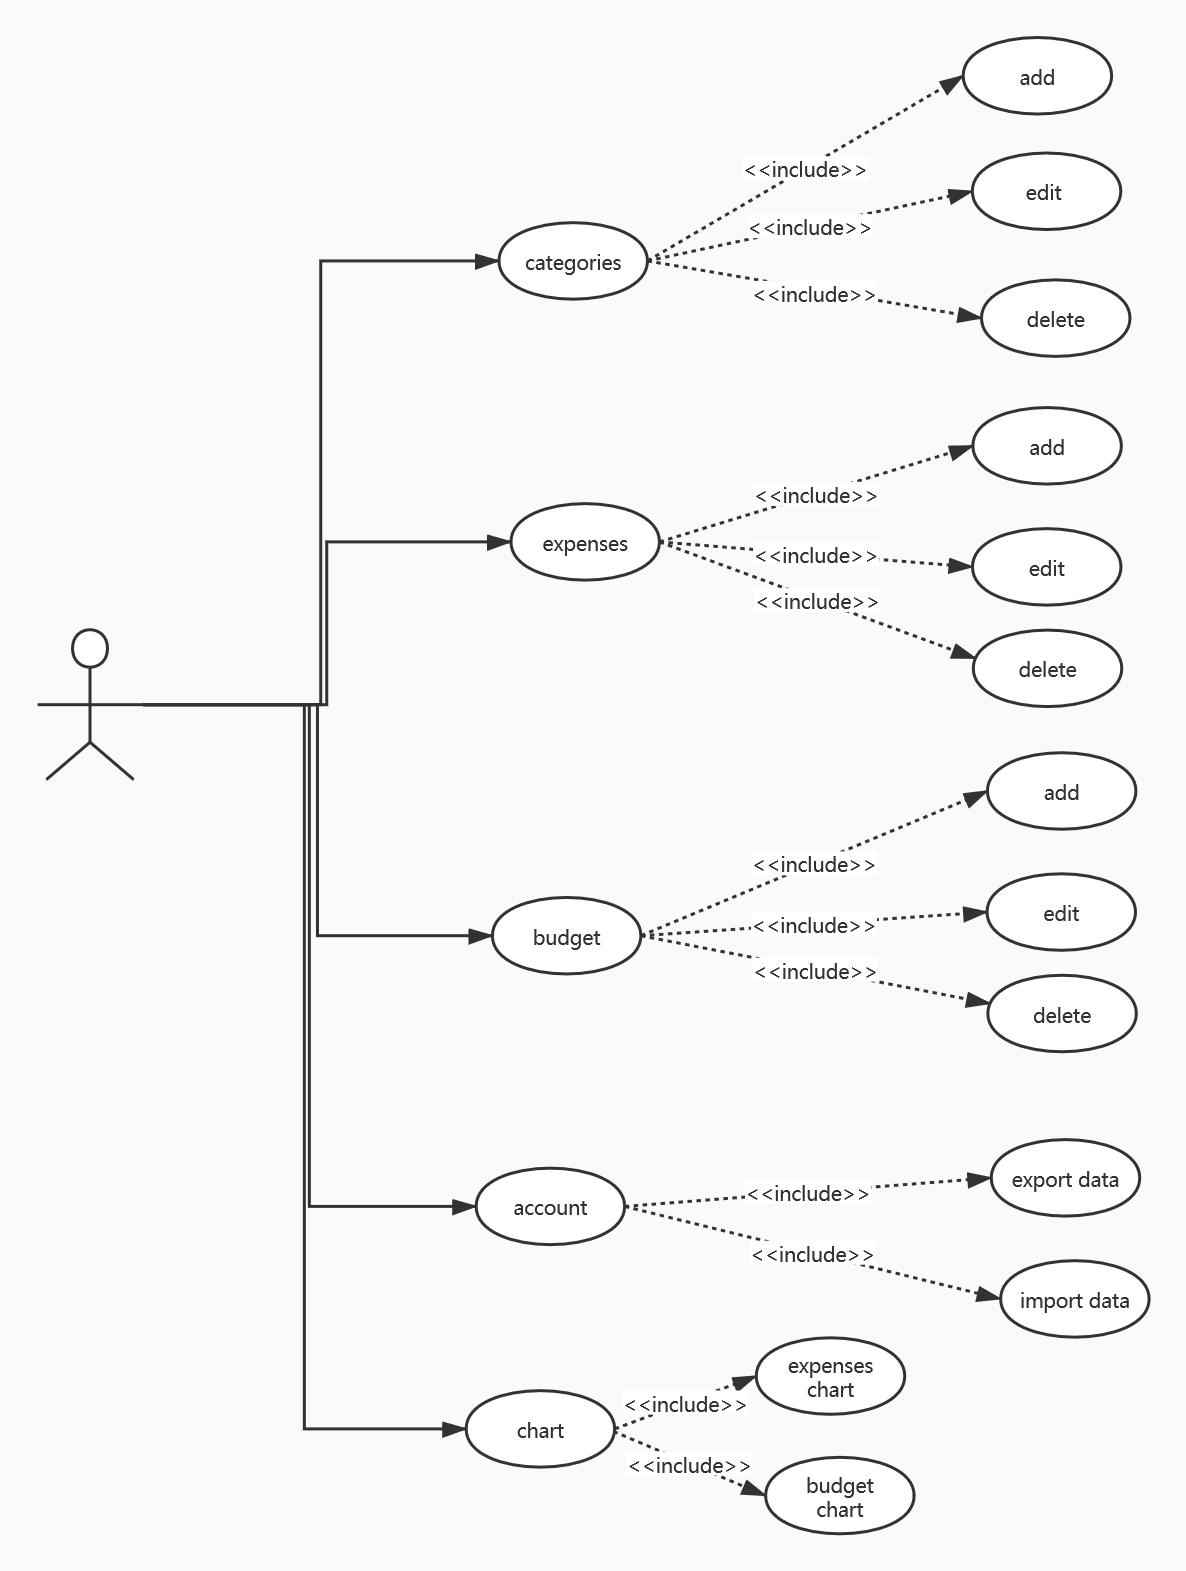 add
<<include>>
edit
<<include>>
categories
<<include>>
delete
add
<<include>>
expenses
<<include>>
edit
<<include>>
delete
add
<<include>>
edit
<<include>>
budget
<<include>>
delete
export data
<<include>>
account
<<include>>
import data
expenses
chart
<<include>>
chart
<<include>>
budget
chart